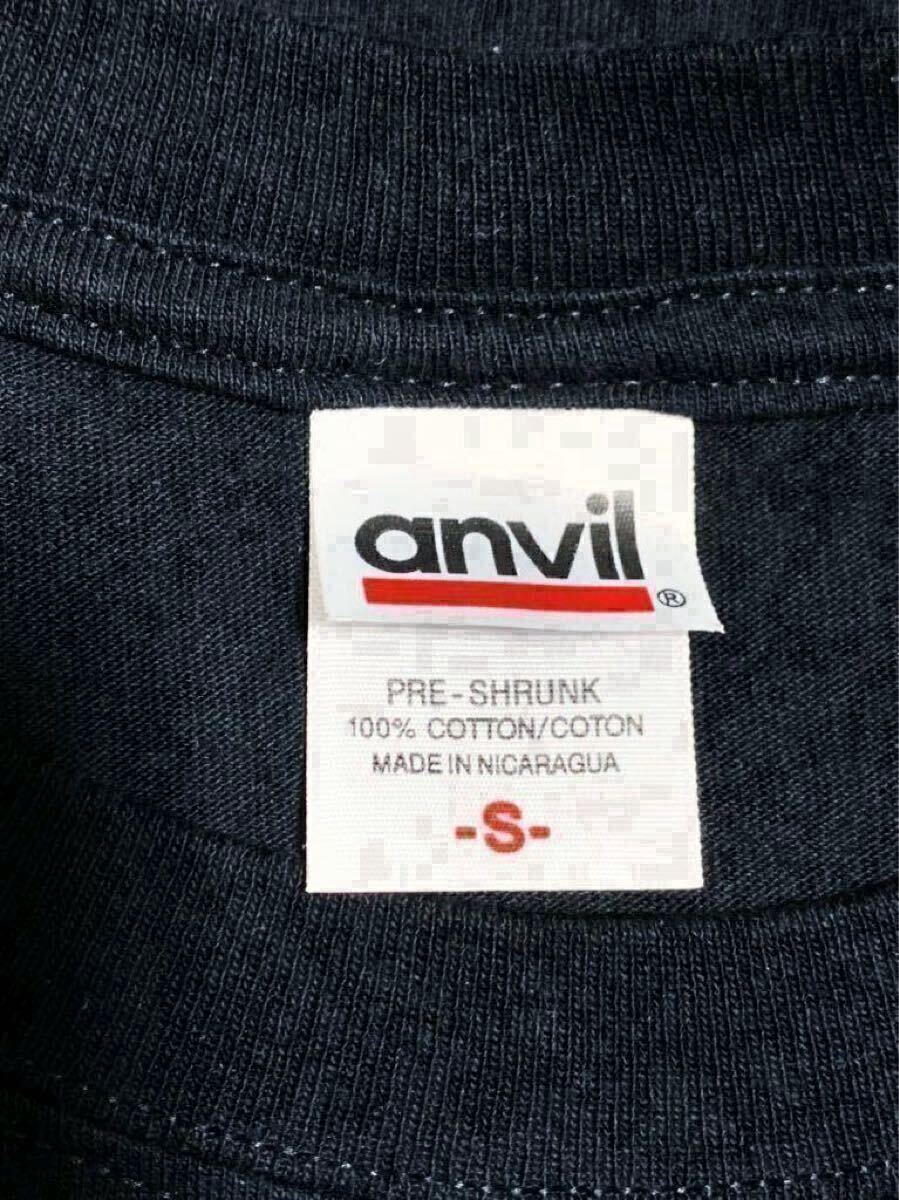 anvil®
PRE-SHRUNK
100% COTTON/COTON
MADE IN NICARAGUA
-S-